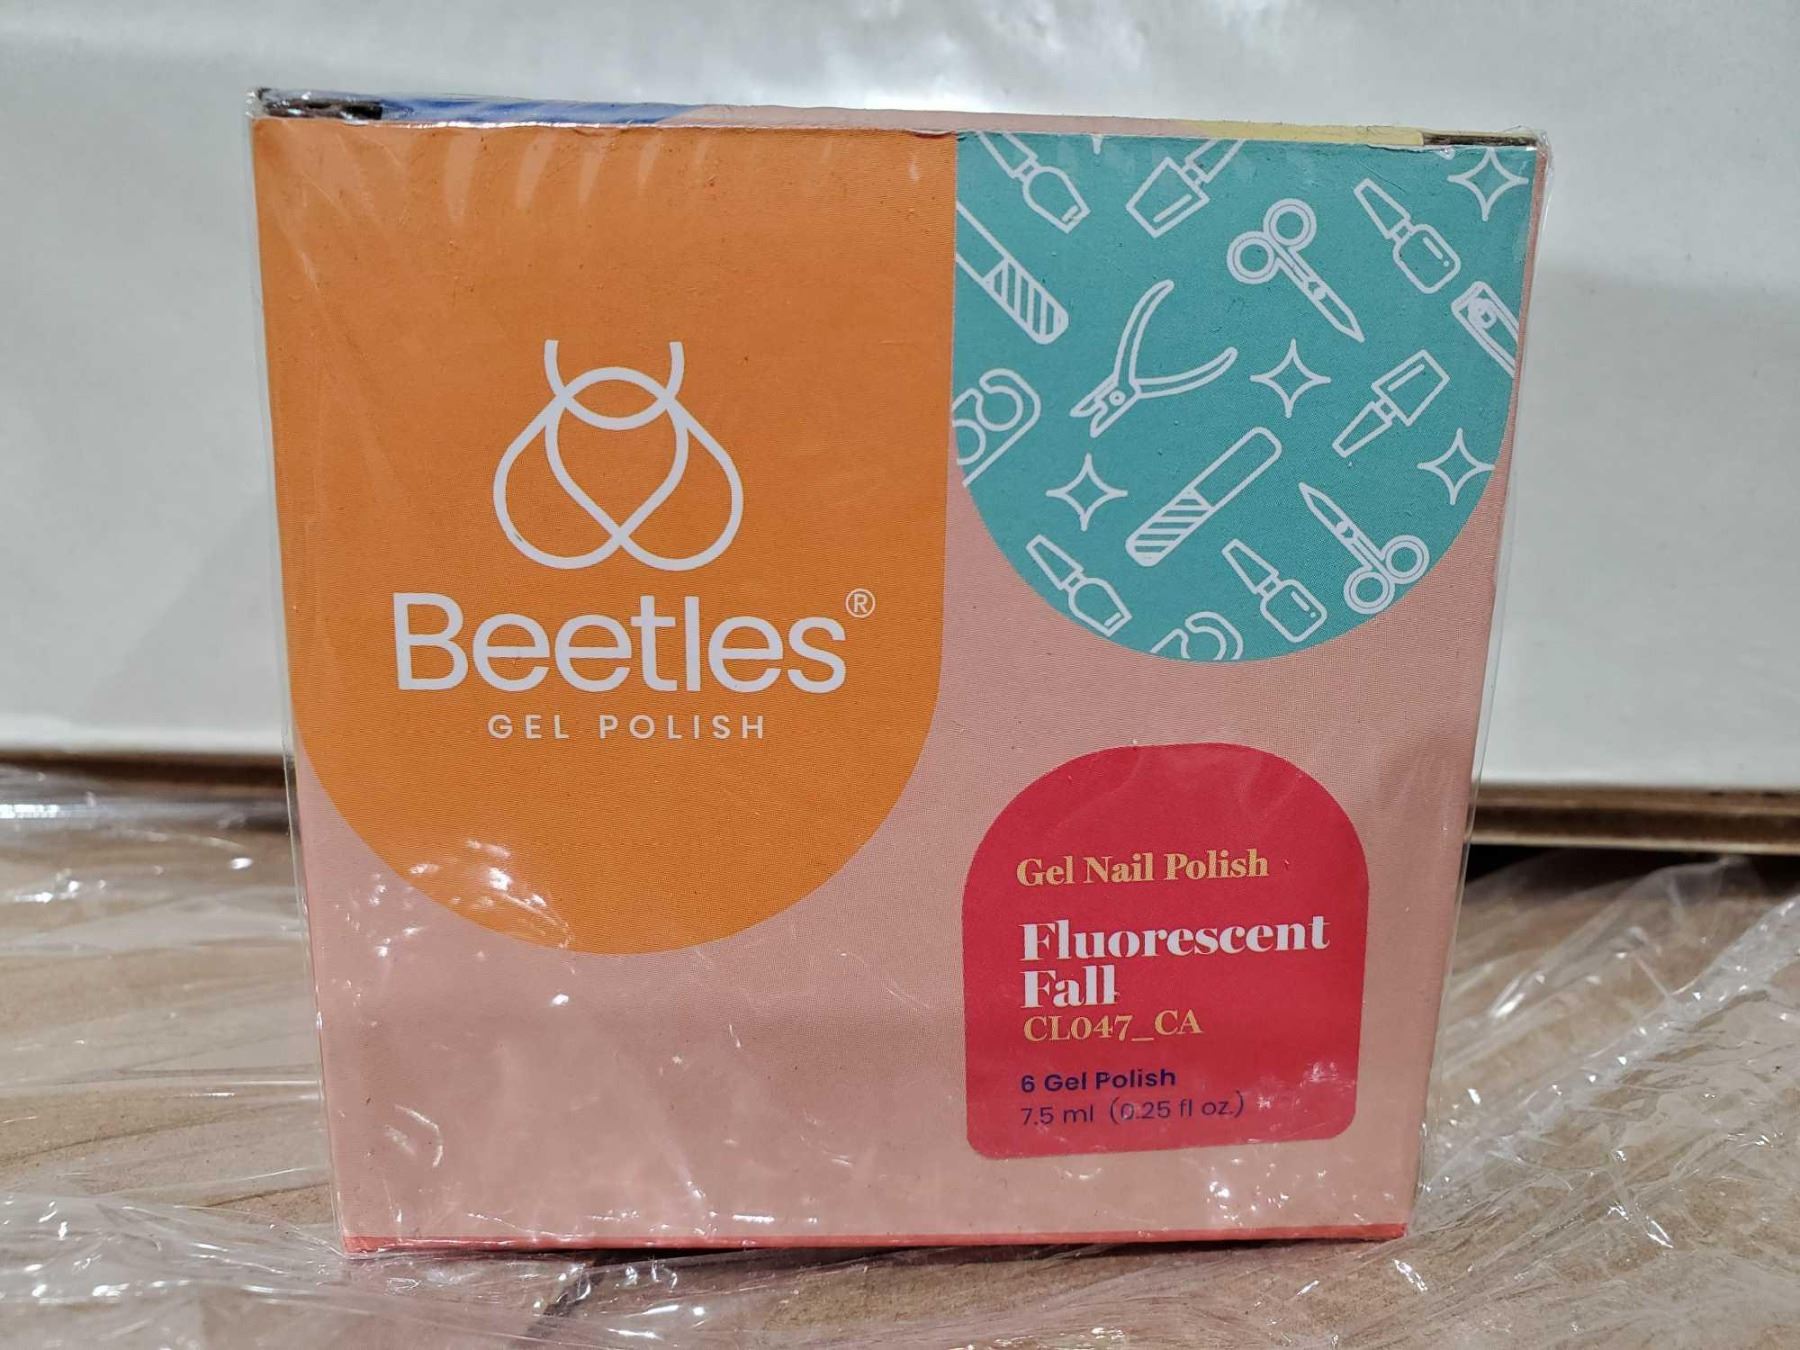 Beetles®
GEL POLISH
Gel Nail Polish
Fluorescent
Fall
CL047_CA
6 Gel Polish
7.5 ml (0.25 fl oz.)